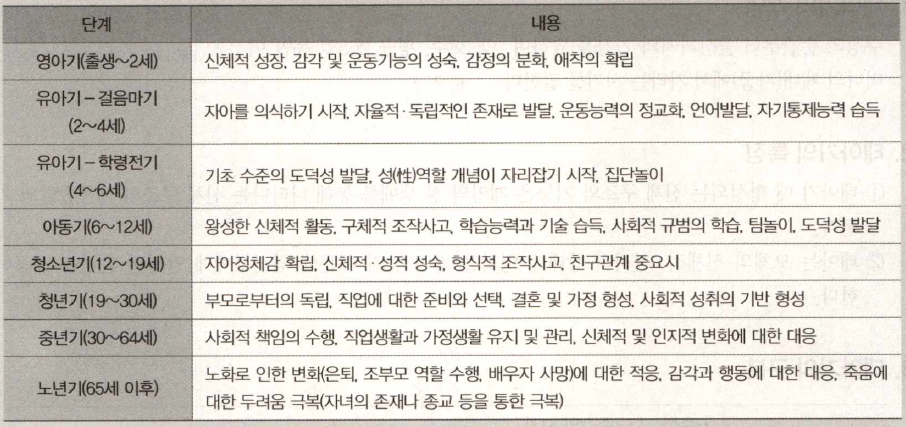 단계 내용
영아기(출생~2세) 신체적 성장, 감각 및 운동기능의 성숙, 감정의 분화, 애착의 확립
유아기-걸음마기
(2~4세)
자아를 의식하기 시작, 자율적·독립적인 존재로 발달, 운동능력의 정교화, 언어발달, 자기통제능력 습득
유아기-학령전기
(4~6세)
기초 수준의 도덕성 발달, 성(性)역할 개념이 자리잡기 시작, 집단놀이
아동기(6~12세) 왕성한 신체적 활동, 구체적 조작사고, 학습능력과 기술 습득, 사회적 규범의 학습, 팀놀이, 도덕성 발달
청소년기(12~19세) 자아정체감 확립, 신체적·성적 성숙, 형식적 조작사고, 친구관계 중요시
청년기(19~30세) 부모로부터의 독립, 직업에 대한 준비와 선택, 결혼 및 가정 형성, 사회적 성취의 기반 형성
중년기(30~64세) 사회적 책임의 수행, 직업생활과 가정생활 유지 및 관리, 신체적 및 인지적 변화에 대한 대응
노년기(65세 이후) 노화로 인한 변화(은퇴, 조부모 역할 수행, 배우자 사망)에 대한 적응, 감각과 행동에 대한 대응, 죽음에
대한 두려움 극복(자녀의 존재나 종교 등을 통한 극복)